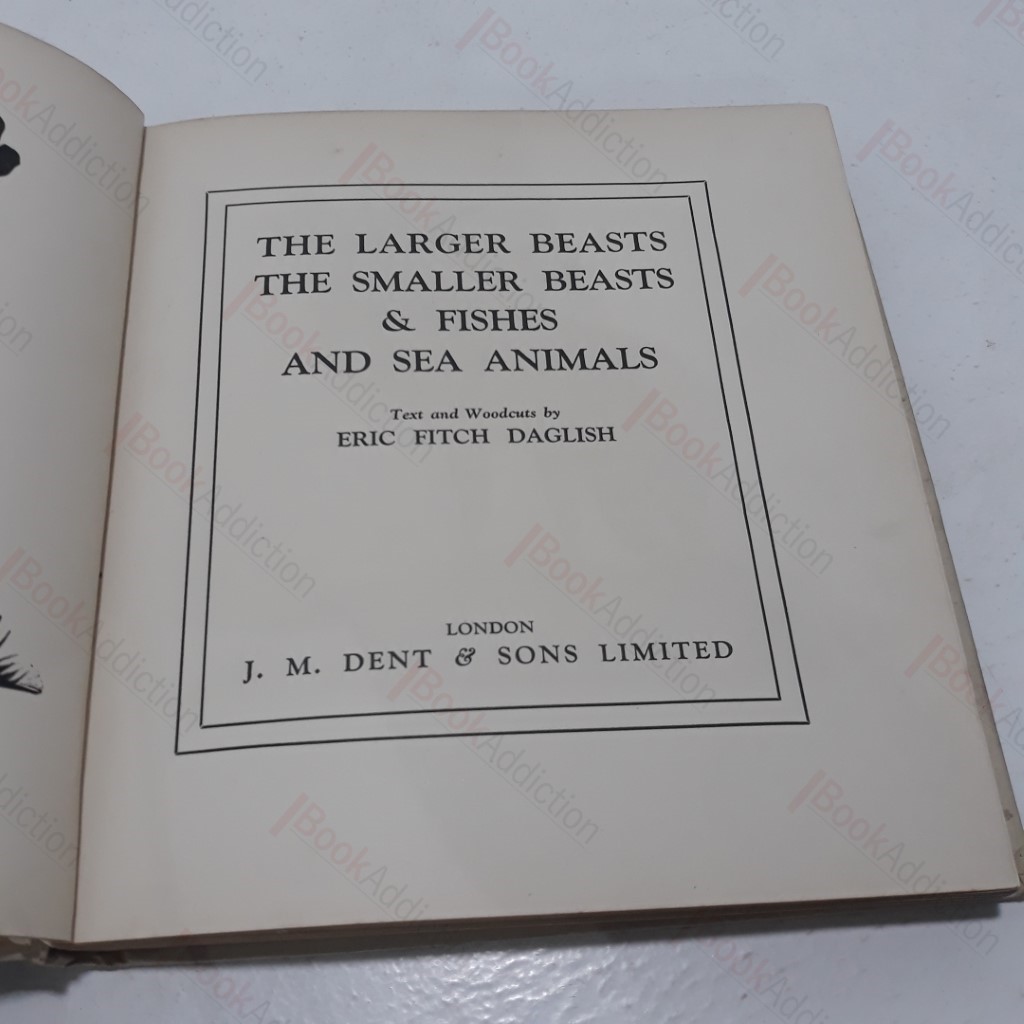 THE LARGER BEASTS
THE SMALLER BEASTS
& FISHES
AND SEA ANIMALS
Text and Woodcuts by
ERIC FITCH DAGLISH
LONDON
J. M. DENT & SONS LIMITED
BookAddiction